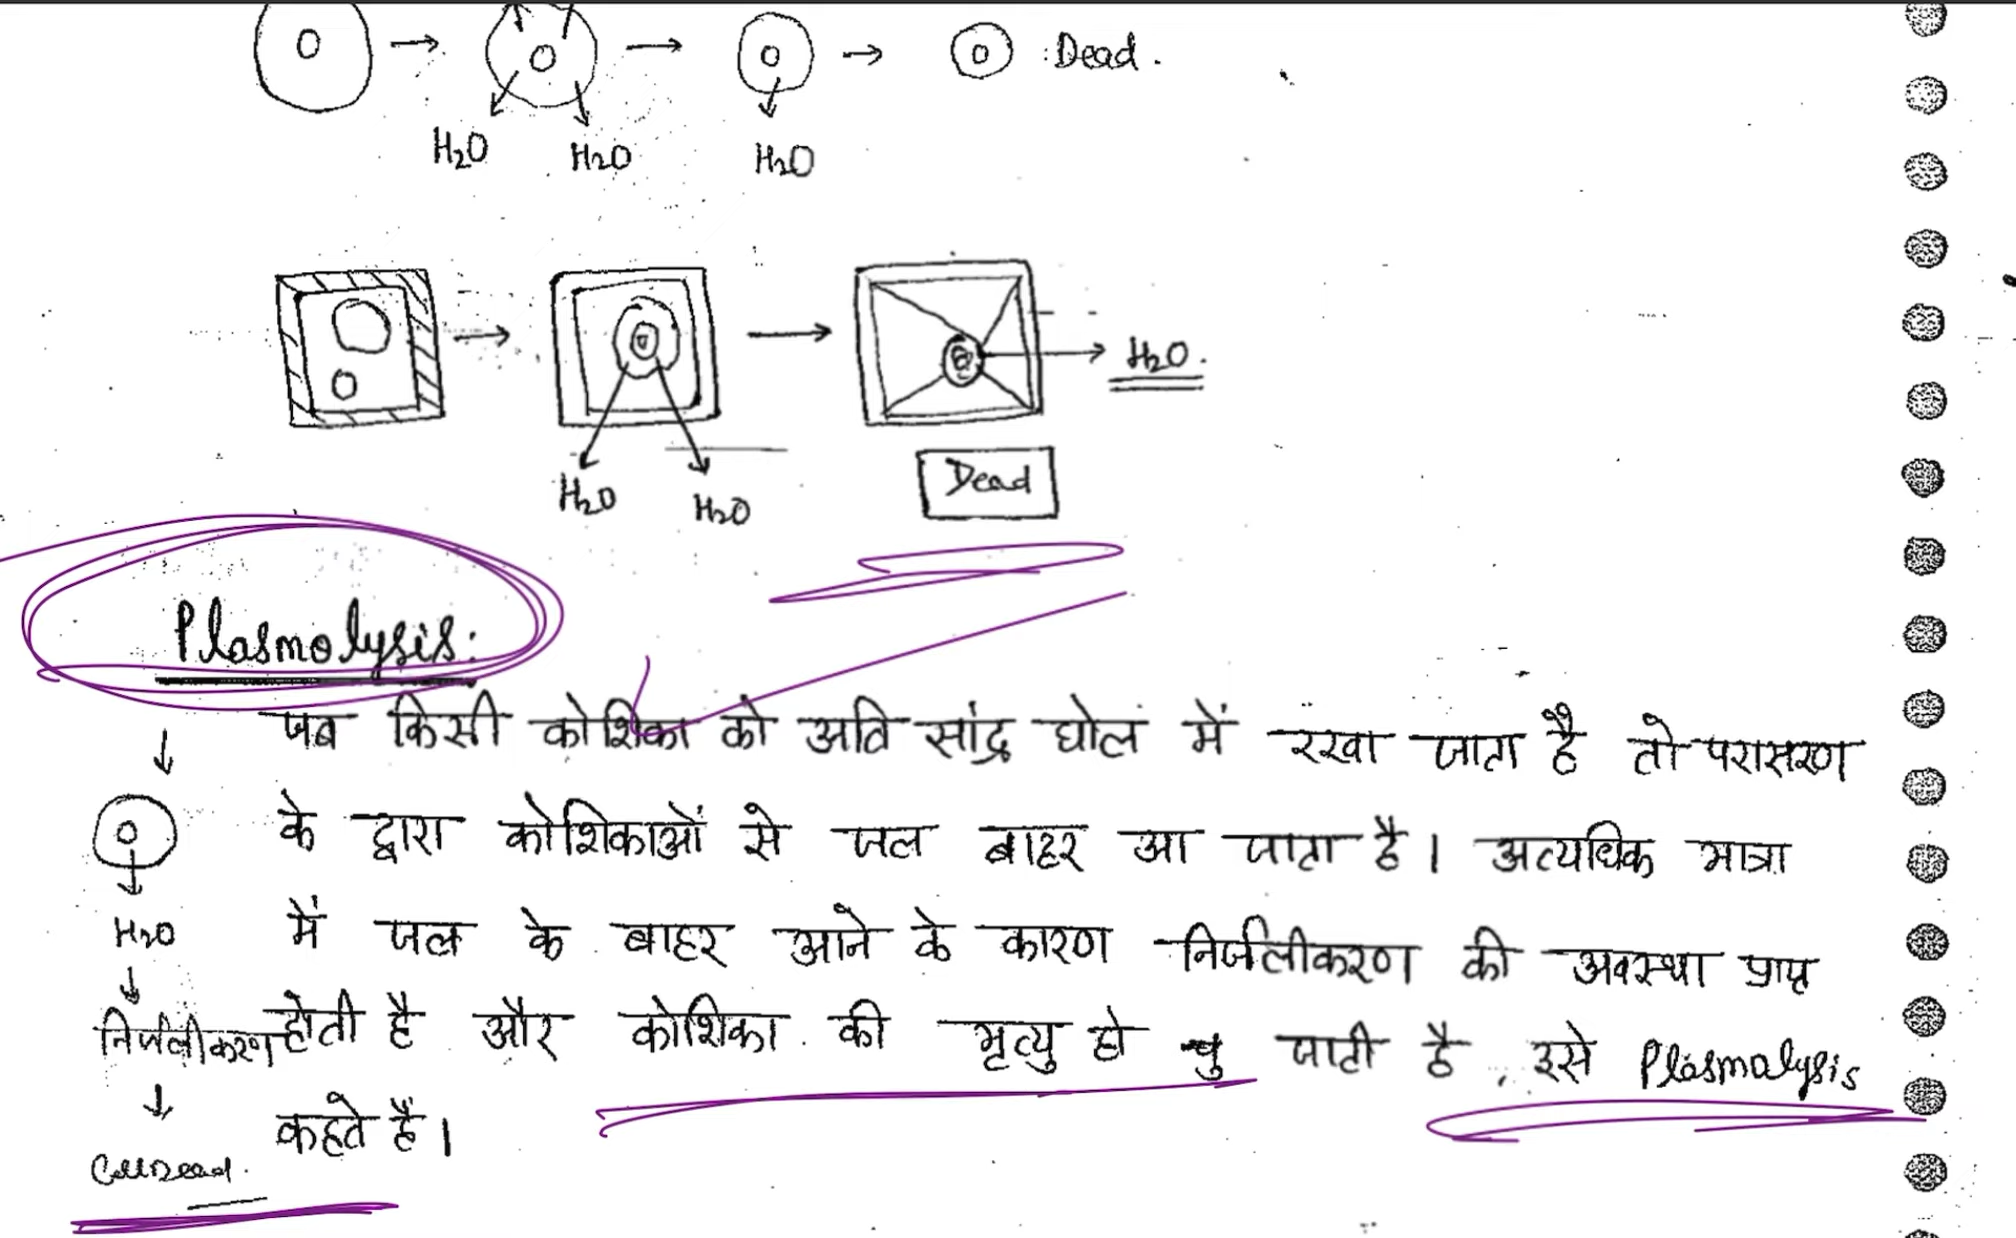 : Dead.
H₂O H₂O H₂O
H₂O.
H₂O H₂O
Dead
Plasmolysis:
जब किसी कोशिका को अति सांद्र घोल में रखा जाता है तो परासरण
के द्वारा कोशिकाओं से जल बाहर आ जाता है। अत्यधिक मात्रा
H₂O
में जल के बाहर आने के कारण निर्जलीकरण की अवस्था प्राप्त
निर्जलीकरण
होती है और कोशिका की मृत्यु हो जाती है, इसे Plasmolysis
कहते हैं।
Cell Dead.